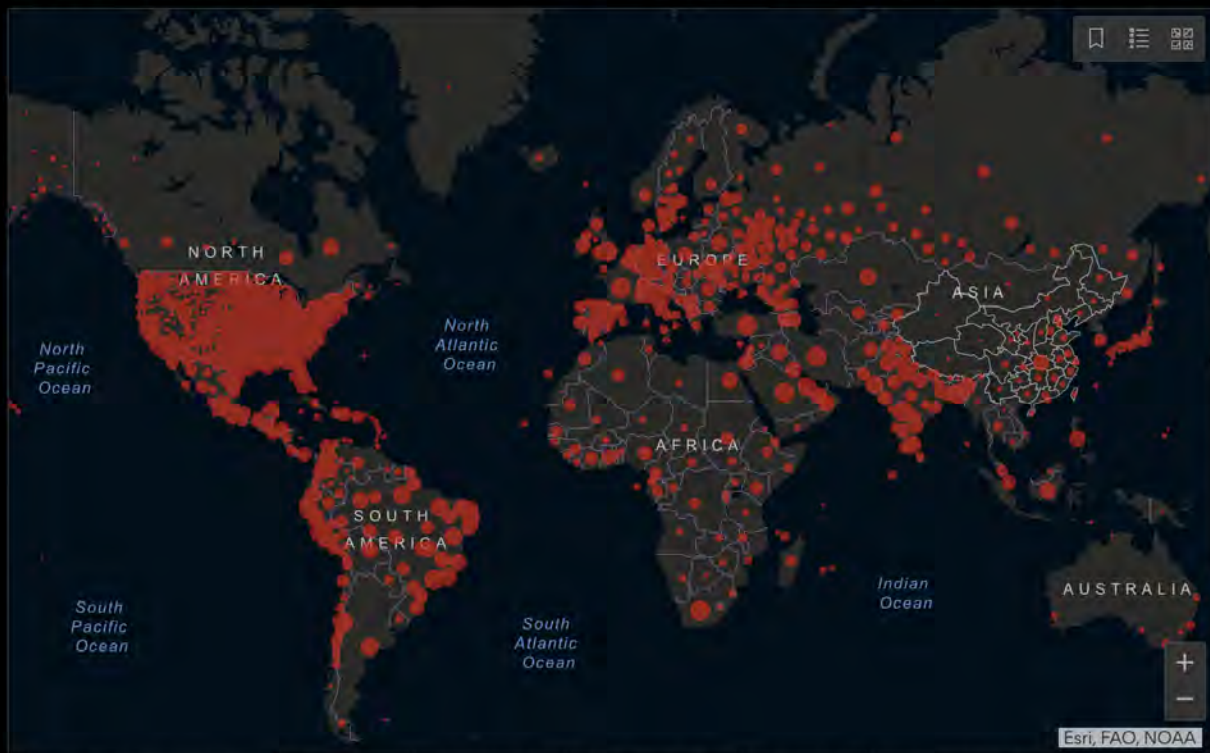 NORTH
AMERICA
EUROPE
ASIA
North
Pacific
Ocean
North
Atlantic
Ocean
AFRICA
SOUTH
AMERICA
South
Pacific
Ocean
South
Atlantic
Ocean
Indian
Ocean
AUSTRALIA
Esri, FAO, NOAA